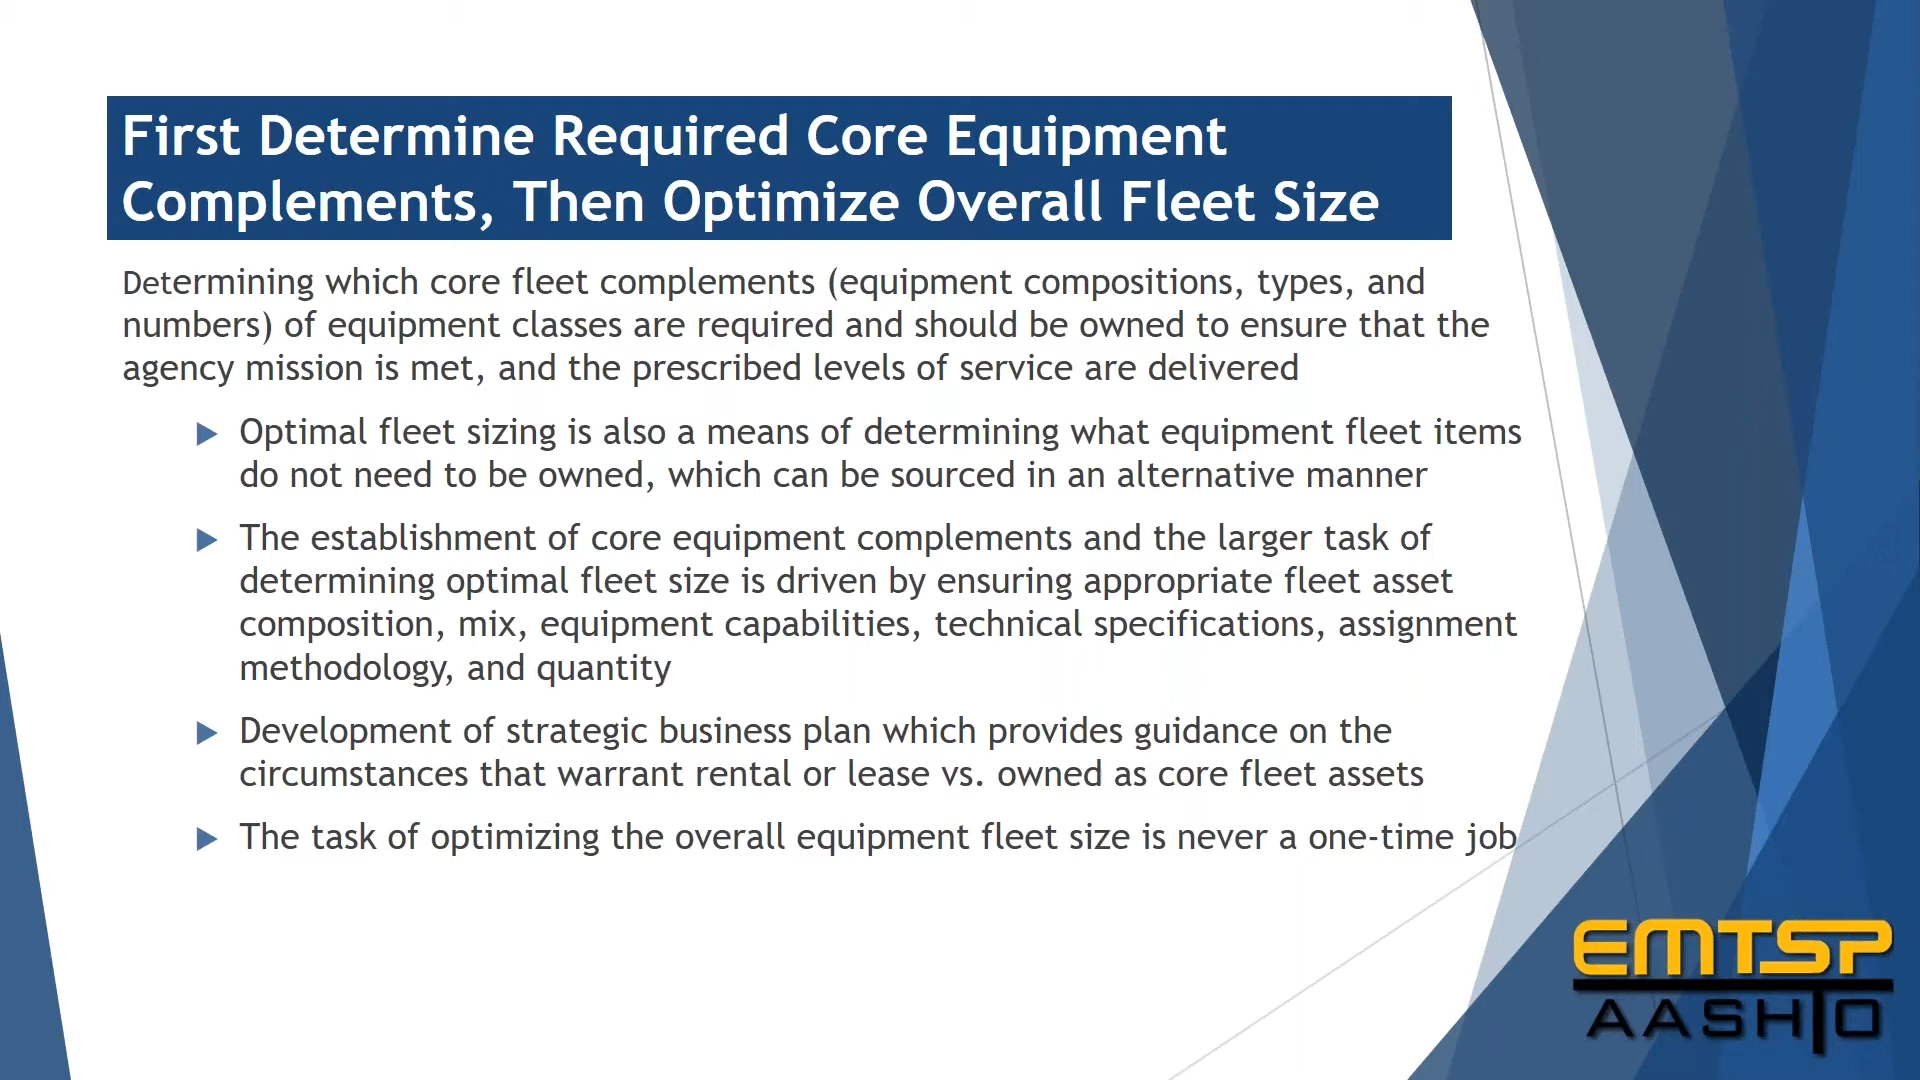 First Determine Required Core Equipment
Complements, Then Optimize Overall Fleet Size
Determining which core fleet complements (equipment compositions, types, and
numbers) of equipment classes are required and should be owned to ensure that the
agency mission is met, and the prescribed levels of service are delivered
Optimal fleet sizing is also a means of determining what equipment fleet items
do not need to be owned, which can be sourced in an alternative manner
The establishment of core equipment complements and the larger task of
determining optimal fleet size is driven by ensuring appropriate fleet asset
composition, mix, equipment capabilities, technical specifications, assignment
methodology, and quantity
Development of strategic business plan which provides guidance on the
circumstances that warrant rental or lease vs. owned as core fleet assets
The task of optimizing the overall equipment fleet size is never a one-time job
EMTSP
AASHTO